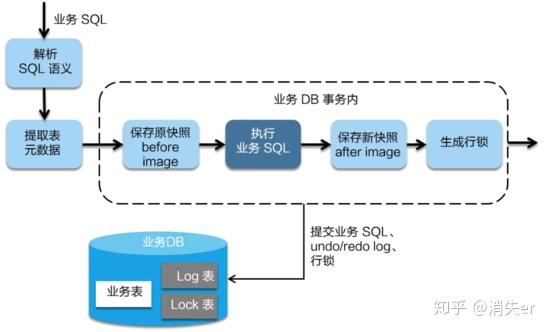 业务 SQL
解析
SQL 语义
提取表
元数据
业务 DB 事务内
保存原快照
before
image
执行
业务 SQL
保存新快照
after image
生成行锁
提交业务 SQL、
undo/redo log、
行锁
业务DB
业务表
Log 表
Lock 表
知乎 @消失er